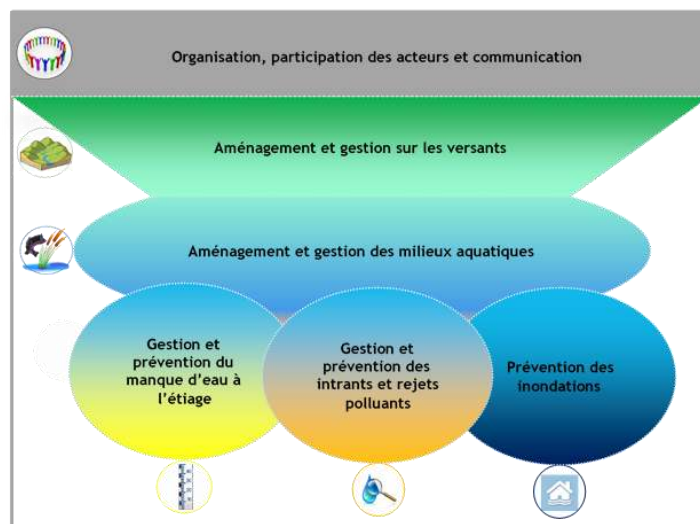 Organisation, participation des acteurs et communication
Aménagement et gestion sur les versants
Aménagement et gestion des milieux aquatiques
Gestion et
prévention du
manque d'eau à
l'étiage
Gestion et
prévention des
intrants et rejets
polluants
Prévention des
inondations